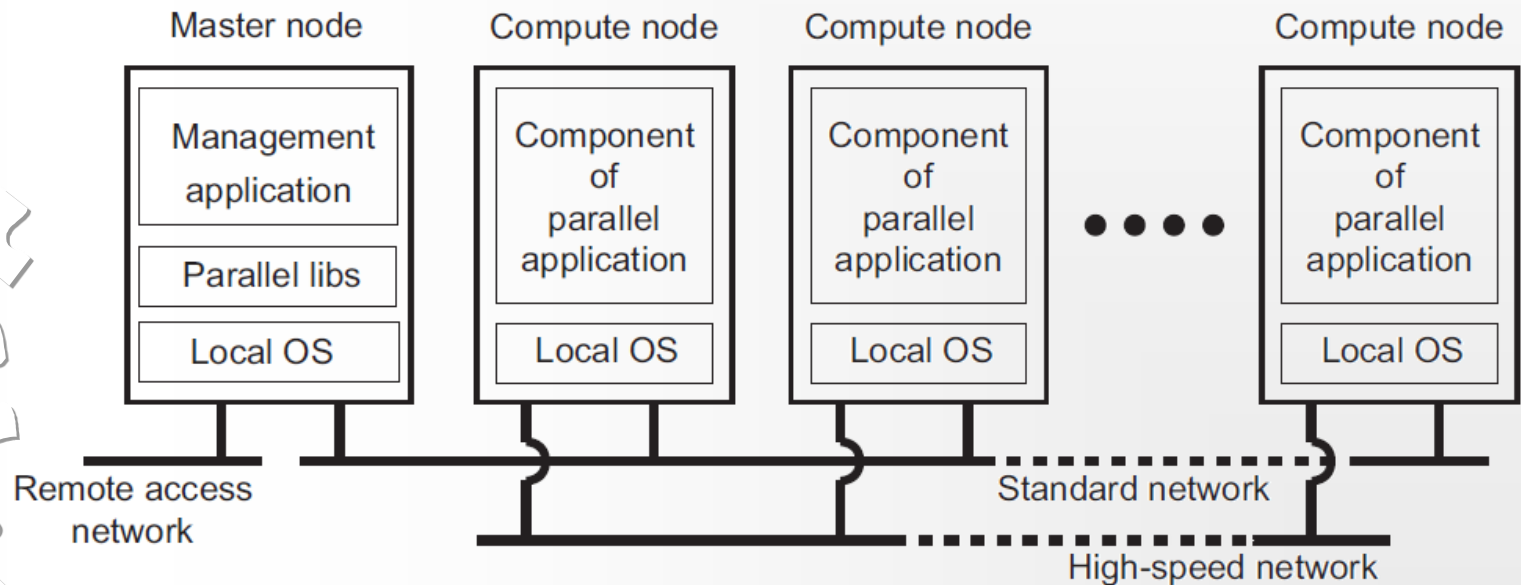 Master node
Compute node
Compute node
Compute node
Management
application
Parallel libs
Local OS
Component
of
parallel
application
Local OS
Component
of
parallel
application
Local OS
Component
of
parallel
application
Local OS
Remote access
network
Standard network
High-speed network